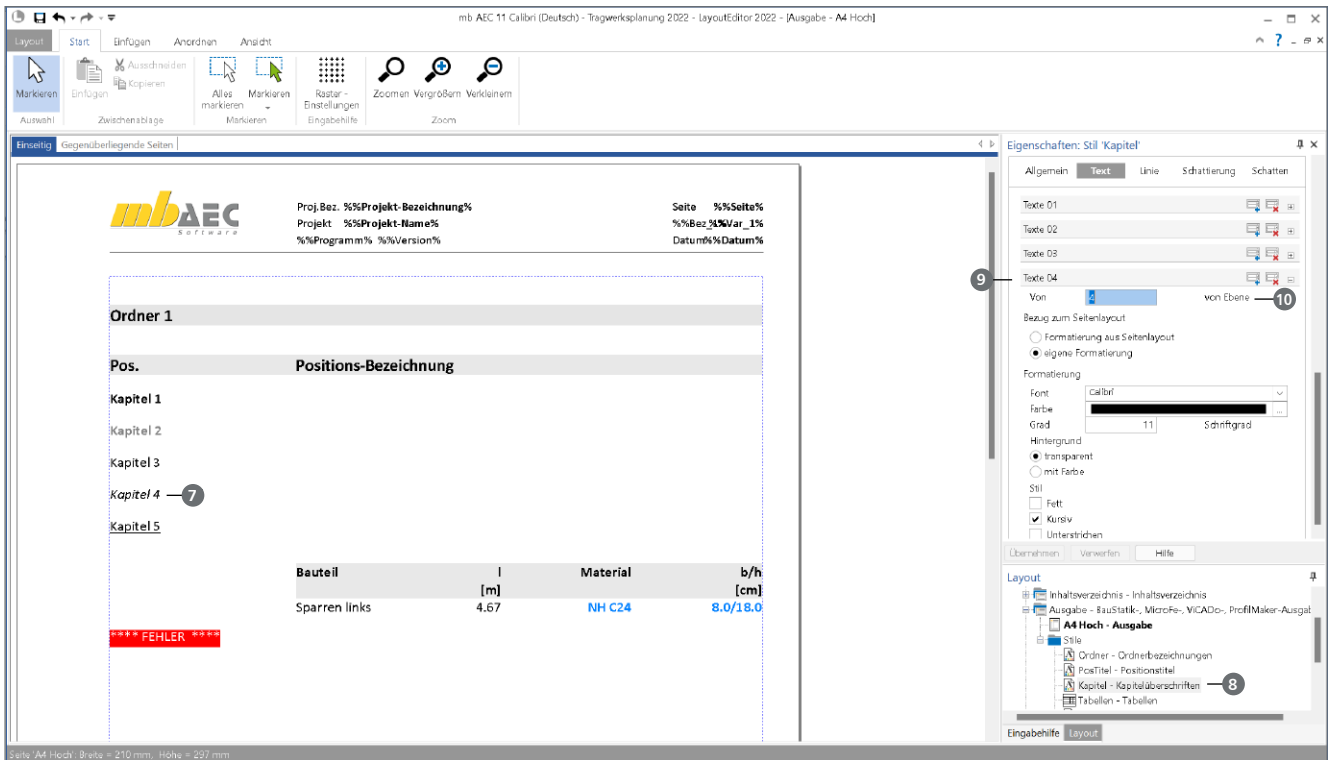 mb AEC 11 Calibri (Deutsch) - Tragwerksplanung 2022 - LayoutEditor 2022 - [Ausgabe - A4 Hoch]
Layout Start Einfügen Anordnen Ansicht
Markieren Einfügen Ausschneiden Kopieren Alles markieren Markieren Raster - Einstellungen Zoomen Vergrößern Verkleinern
Auswahl Zwischenablage Markieren Eingabehilfe Zoom
Einseitig Gegenüberliegende Seiten
mbAEC
Software
Proj.Bez. %%Projekt-Bezeichnung% Seite %%Seite%
Projekt %%Projekt-Name% %%Bez_%%Var_1%
%%Programm% %%Version% Datum%%Datum%
Ordner 1
Pos. Positions-Bezeichnung
Kapitel 1
Kapitel 2
Kapitel 3
Kapitel 4 7
Kapitel 5
Bauteil l Material b/h
[m] [cm]
Sparren links 4.67 NH C24 8.0/18.0
**** FEHLER ****
Eigenschaften: Stil 'Kapitel'
Allgemein Text Linie Schattierung Schatten
Texte 01
Texte 02
Texte 03
9 Texte 04
Von 4 von Ebene 10
Bezug zum Seitenlayout
Formatierung aus Seitenlayout
eigene Formatierung
Formatierung
Font Calibri
Farbe ...
Grad 11 Schriftgrad
Hintergrund
transparent
mit Farbe
Stil
Fett
Kursiv
Unterstrichen
Übernehmen Verwerfen Hilfe
Layout
Inhaltsverzeichnis - Inhaltsverzeichnis
Ausgabe - BauStatik-, MicroFe-, ViCADo-, ProfilMaker-Ausgab
A4 Hoch - Ausgabe
Stile
Ordner - Ordnerbezeichnungen
PosTitel - Positionstitel
Kapitel - Kapitelüberschriften 8
Tabellen - Tabellen
Eingabehilfe Layout
Seite 'A4 Hoch': Breite = 210 mm, Höhe = 297 mm